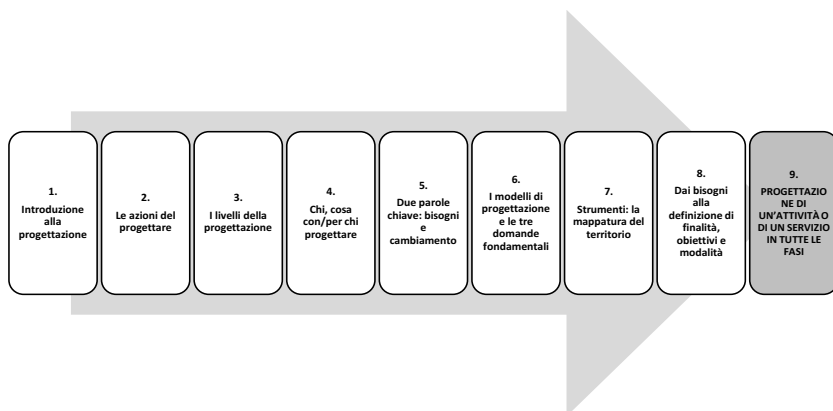 1.
Introduzione
alla
progettazione
2.
Le azioni del
progettare
3.
I livelli della
progettazione
4.
Chi, cosa
con/per chi
progettare
5.
Due parole
chiave: bisogni
e
cambiamento
6.
I modelli di
progettazione
e le tre
domande
fondamentali
7.
Strumenti: la
mappatura del
territorio
8.
Dai bisogni
alla
definizione di
finalità,
obiettivi e
modalità
9.
PROGETTAZIO
NE DI
UN'ATTIVITÀ O
DI UN SERVIZIO
IN TUTTE LE
FASI